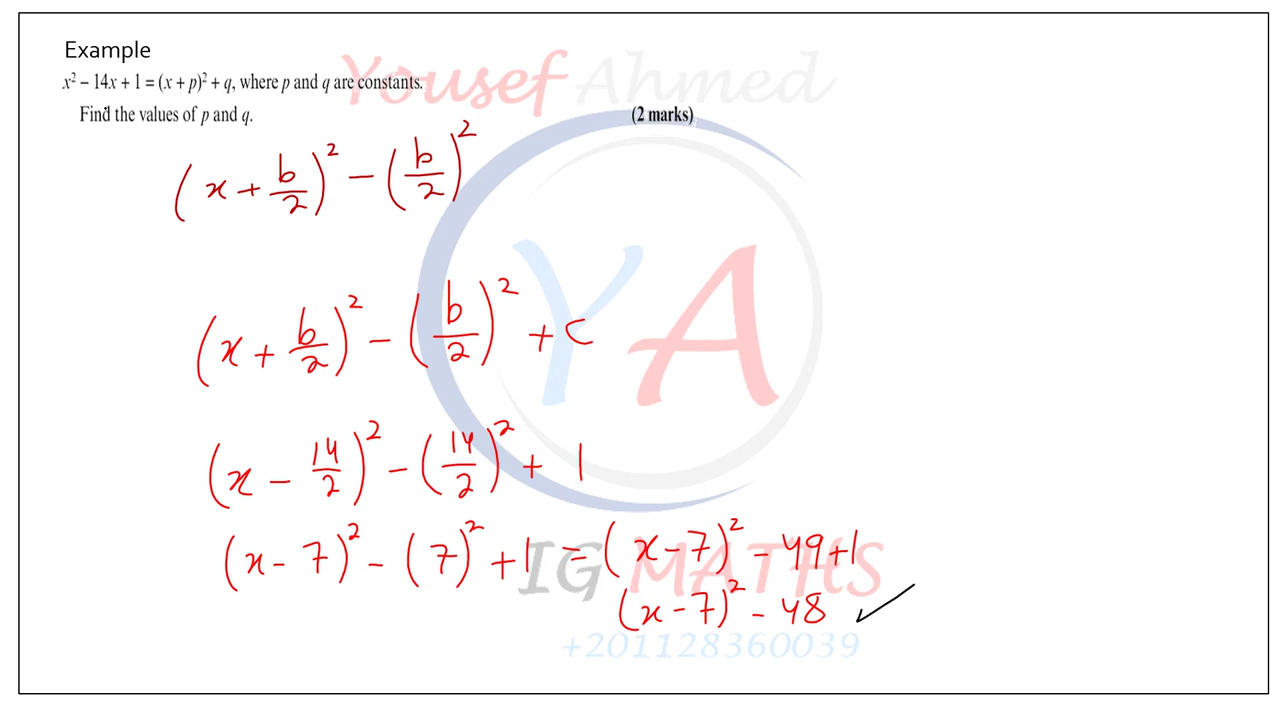 Example
x² – 14x + 1 = (x + p)² + q, where p and q are constants.
Find the values of p and q.
(2 marks)
Yousef Ahmed
(x + b/2)² – (b/2)²
(x + b/2)² – (b/2)² + c
YA
(x – 14/2)² – (14/2)² + 1
(x – 7)² – (7)² + 1 = (x – 7)² – 49 + 1
IG MATHS
(x – 7)² – 48
+201128360039